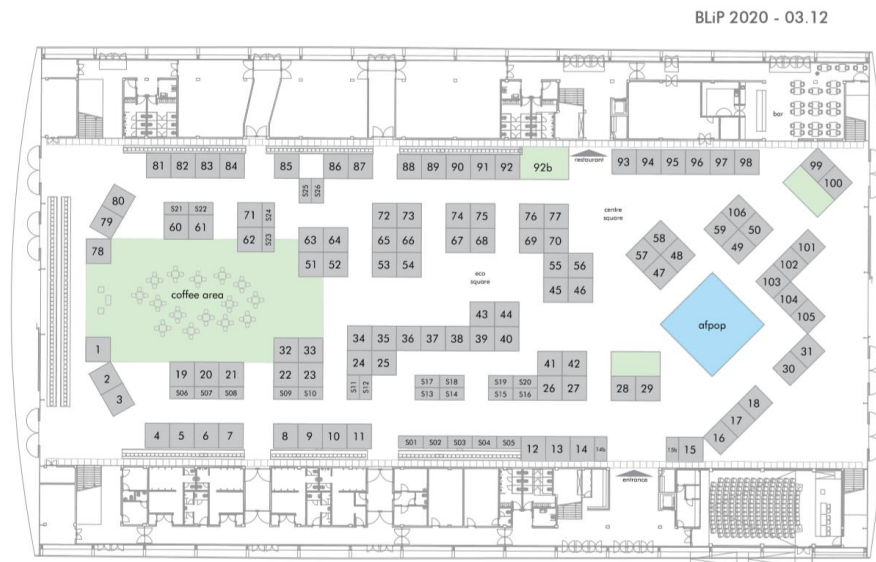 BLiP 2020 - 03.12
bar
81 82 83 84 85 86 87 88 89 90 91 92 92b restaurant 93 94 95 96 97 98 99
100
S25 S26
80
79
S21 S22 71 S24 72 73 74 75 76 77 centre square 106
60 61 62 S23 63 64 65 66 67 68 69 70 59 50
58
57 48
49
47
101
102
103
104
105
78
51 52 53 54 eco square 55 56
45 46
coffee area
afpop
43 44
1
32 33 34 35 36 37 38 39 40
2
3
19 20 21 22 23 24 25 41 42
31
30
S06 S07 S08 S09 S10 S11 S12 S17 S18 S19 S20 26 27 28 29
S13 S14 S15 S16
18
17
16
4 5 6 7 8 9 10 11 S01 S02 S03 S04 S05 12 13 14 14b 15b 15
entrance